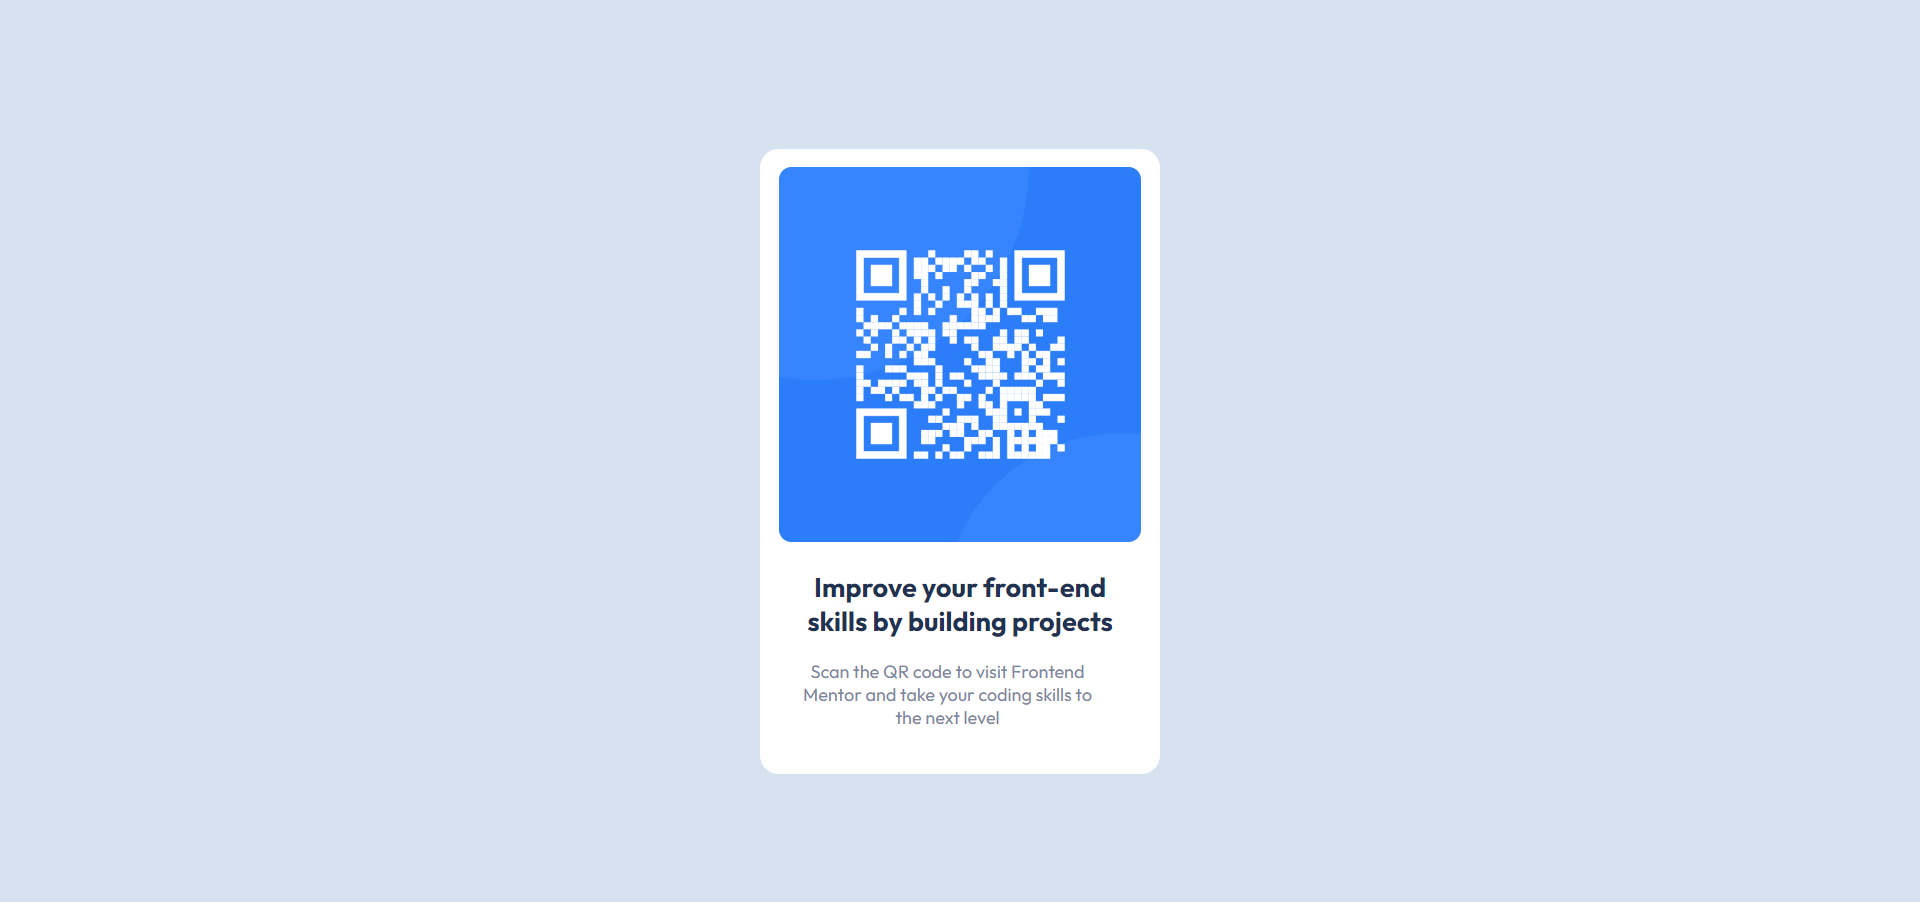 Improve your front-end
skills by building projects
Scan the QR code to visit Frontend
Mentor and take your coding skills to
the next level